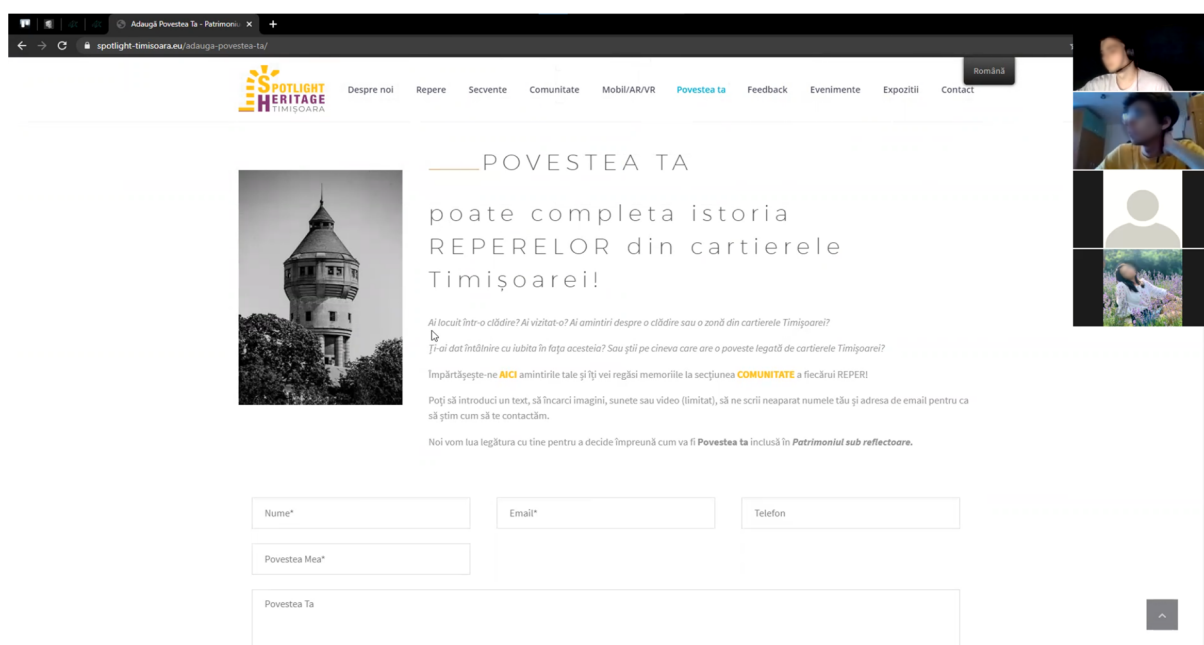 Adaugă Povestea Ta - Patrimoniu
spotlight-timisoara.eu/adauga-povestea-ta/
Română
SPOTLIGHT
HERITAGE
TIMIȘOARA
Despre noi Repere Secvente Comunitate Mobil/AR/VR Povestea ta Feedback Evenimente Expozitii Contact
POVESTEA TA
poate completa istoria
REPERELOR din cartierele
Timișoarei!
Ai locuit într-o clădire? Ai vizitat-o? Ai amintiri despre o clădire sau o zonă din cartierele Timișoarei?
Ți-ai dat întâlnire cu iubita în fața acesteia? Sau știi pe cineva care are o poveste legată de cartierele Timișoarei?
Împărtășește-ne AICI amintirile tale și îți vei regăsi memoriile la secțiunea COMUNITATE a fiecărui REPER!
Poți să introduci un text, să încarci imagini, sunete sau video (limitat), să ne scrii neaparat numele tău și adresa de email pentru ca
să știm cum să te contactăm.
Noi vom lua legătura cu tine pentru a decide împreună cum va fi Povestea ta inclusă în Patrimoniul sub reflectoare.
Nume* Email* Telefon
Povestea Mea*
Povestea Ta